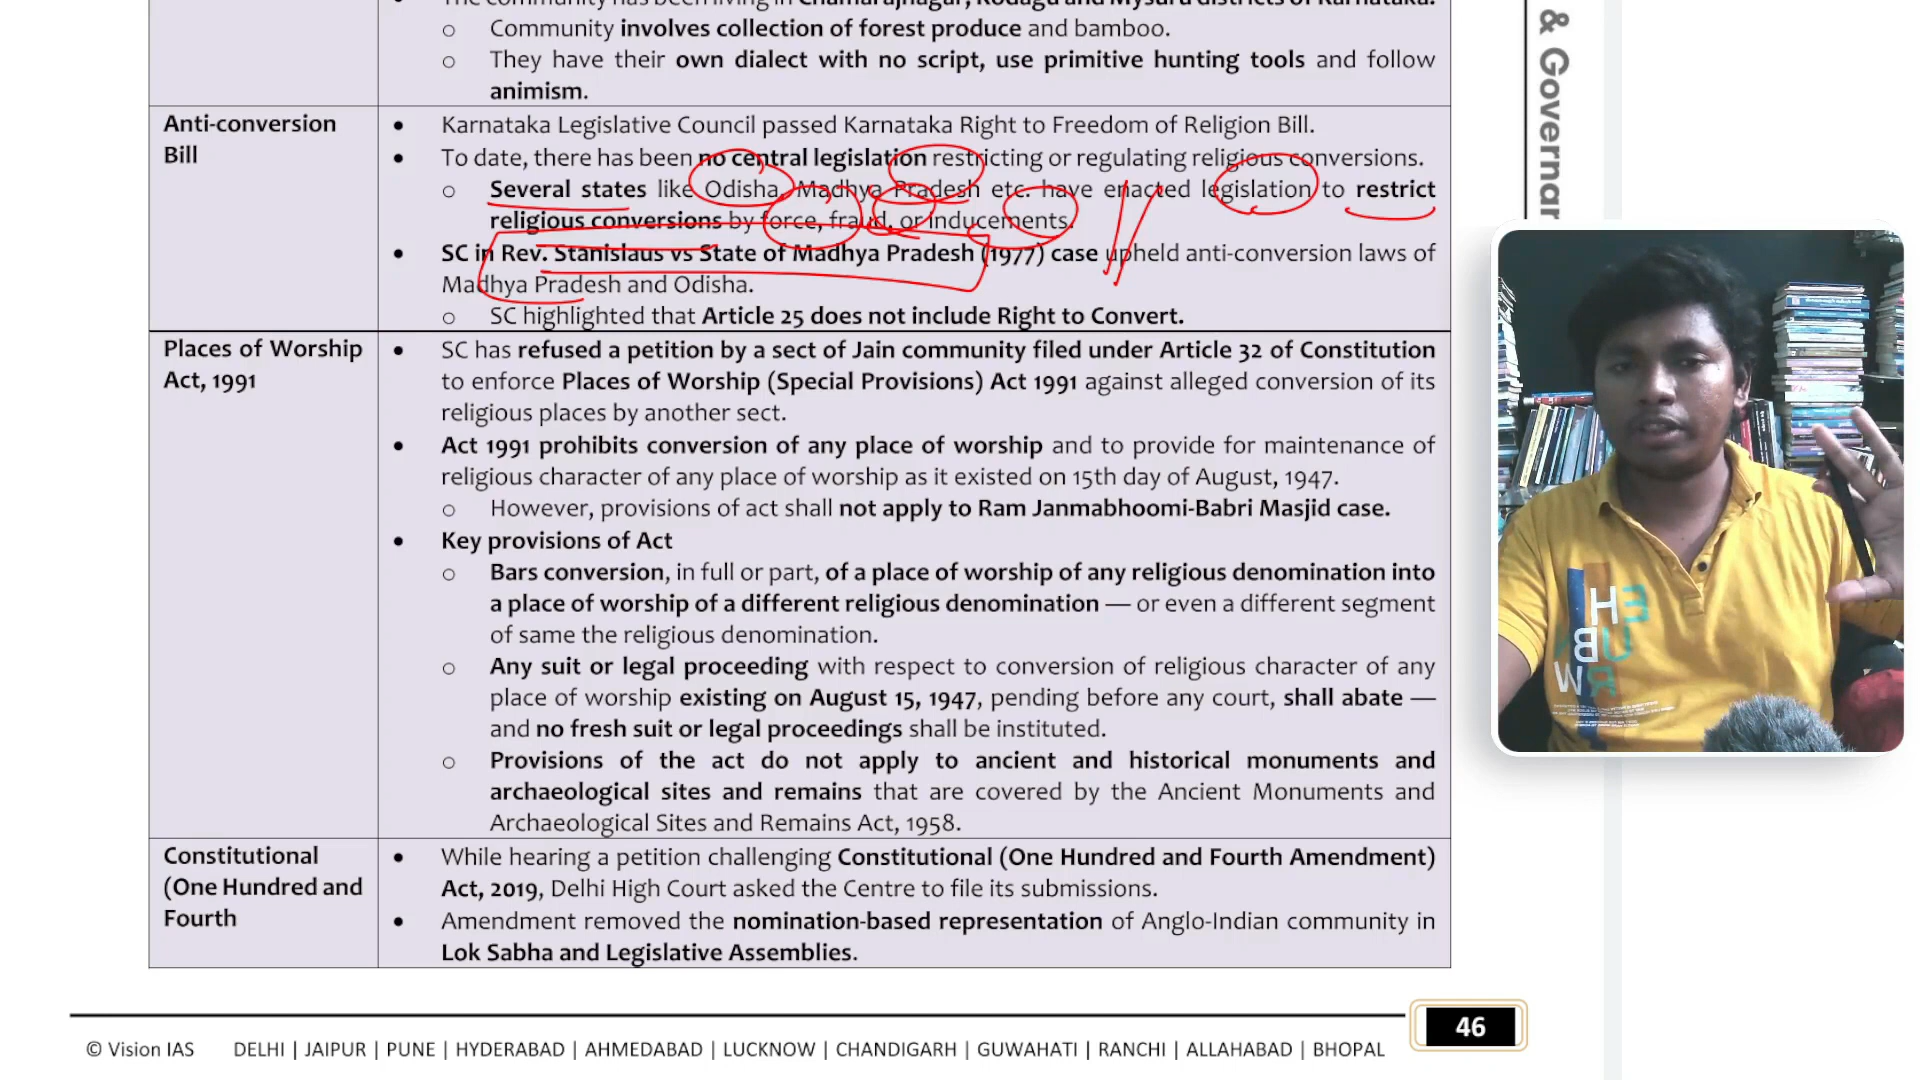 The community has been living in Chamarajnagar, Kodagu and Mysuru districts of Karnataka.
Community involves collection of forest produce and bamboo.
They have their own dialect with no script, use primitive hunting tools and follow
animism.
Anti-conversion
Bill
Karnataka Legislative Council passed Karnataka Right to Freedom of Religion Bill.
To date, there has been no central legislation restricting or regulating religious conversions.
Several states like Odisha, Madhya Pradesh etc. have enacted legislation to restrict
religious conversions by force, fraud, or inducements.
SC in Rev. Stanislaus vs State of Madhya Pradesh (1977) case upheld anti-conversion laws of
Madhya Pradesh and Odisha.
SC highlighted that Article 25 does not include Right to Convert.
Places of Worship
Act, 1991
SC has refused a petition by a sect of Jain community filed under Article 32 of Constitution
to enforce Places of Worship (Special Provisions) Act 1991 against alleged conversion of its
religious places by another sect.
Act 1991 prohibits conversion of any place of worship and to provide for maintenance of
religious character of any place of worship as it existed on 15th day of August, 1947.
However, provisions of act shall not apply to Ram Janmabhoomi-Babri Masjid case.
Key provisions of Act
Bars conversion, in full or part, of a place of worship of any religious denomination into
a place of worship of a different religious denomination — or even a different segment
of same the religious denomination.
Any suit or legal proceeding with respect to conversion of religious character of any
place of worship existing on August 15, 1947, pending before any court, shall abate —
and no fresh suit or legal proceedings shall be instituted.
Provisions of the act do not apply to ancient and historical monuments and
archaeological sites and remains that are covered by the Ancient Monuments and
Archaeological Sites and Remains Act, 1958.
Constitutional
(One Hundred and
Fourth
While hearing a petition challenging Constitutional (One Hundred and Fourth Amendment)
Act, 2019, Delhi High Court asked the Centre to file its submissions.
Amendment removed the nomination-based representation of Anglo-Indian community in
Lok Sabha and Legislative Assemblies.
& Governan
46
© Vision IAS DELHI | JAIPUR | PUNE | HYDERABAD | AHMEDABAD | LUCKNOW | CHANDIGARH | GUWAHATI | RANCHI | ALLAHABAD | BHOPAL